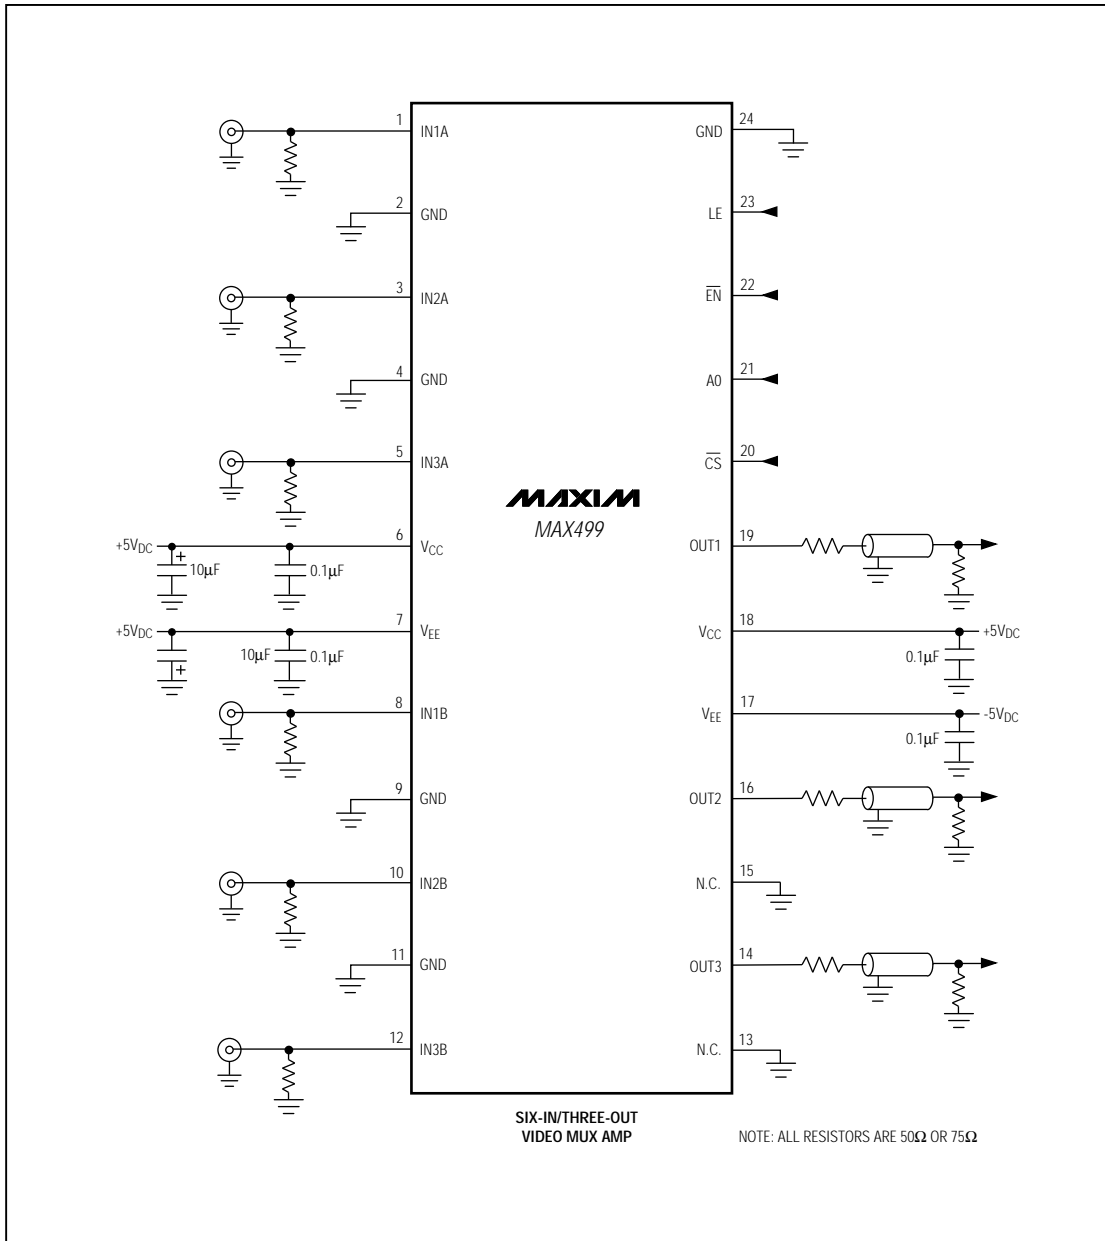 1 IN1A
2 GND
3 IN2A
4 GND
5 IN3A
+5VDC 6 VCC
+ 10μF 0.1μF
+5VDC 7 VEE
10μF 0.1μF
+
8 IN1B
9 GND
10 IN2B
11 GND
12 IN3B
MAXIM
MAX499
GND 24
LE 23
E̅N̅ 22
A0 21
C̅S̅ 20
OUT1 19
VCC 18 +5VDC
0.1μF
VEE 17 -5VDC
0.1μF
OUT2 16
N.C. 15
OUT3 14
N.C. 13
SIX-IN/THREE-OUT
VIDEO MUX AMP
NOTE: ALL RESISTORS ARE 50Ω OR 75Ω